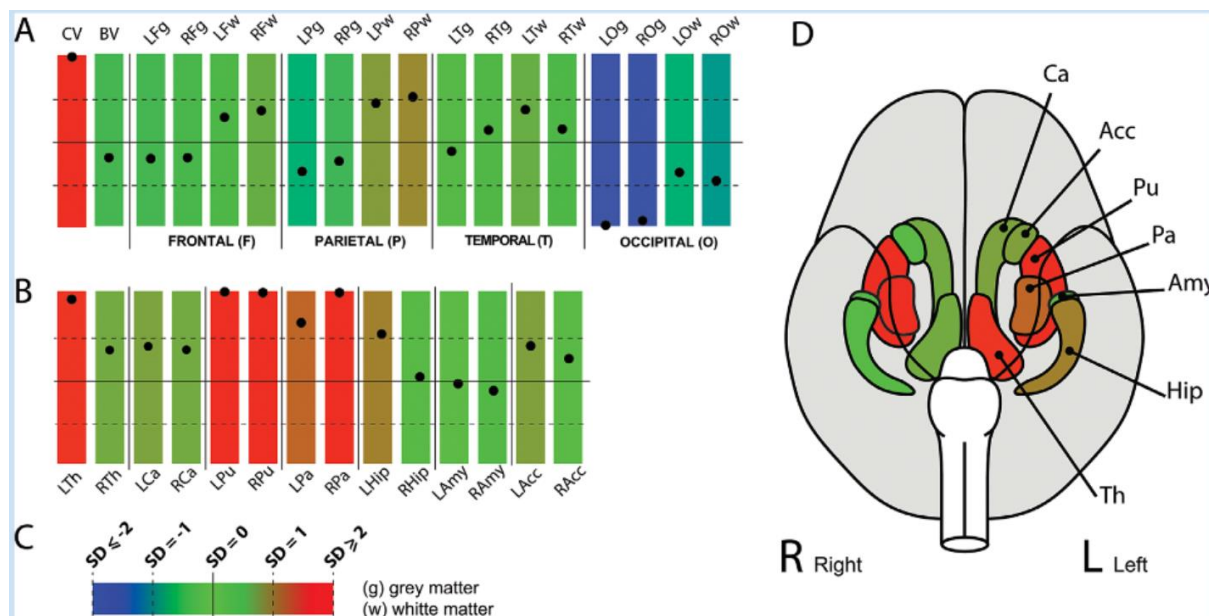 A
CV BV LFg RFg LFw RFw LPg RPg LPw RPw LTg RTg LTw RTw LOg ROg LOw ROw
FRONTAL (F) PARIETAL (P) TEMPORAL (T) OCCIPITAL (O)
B
LTh RTh LCa RCa LPu RPu LPa RPa LHip RHip LAmy RAmy LAcc RAcc
C
SD ⩽ -2 SD = -1 SD = 0 SD = 1 SD ⩾ 2
(g) grey matter
(w) whitte matter
D
Ca
Acc
Pu
Pa
Amy
Hip
Th
R Right L Left